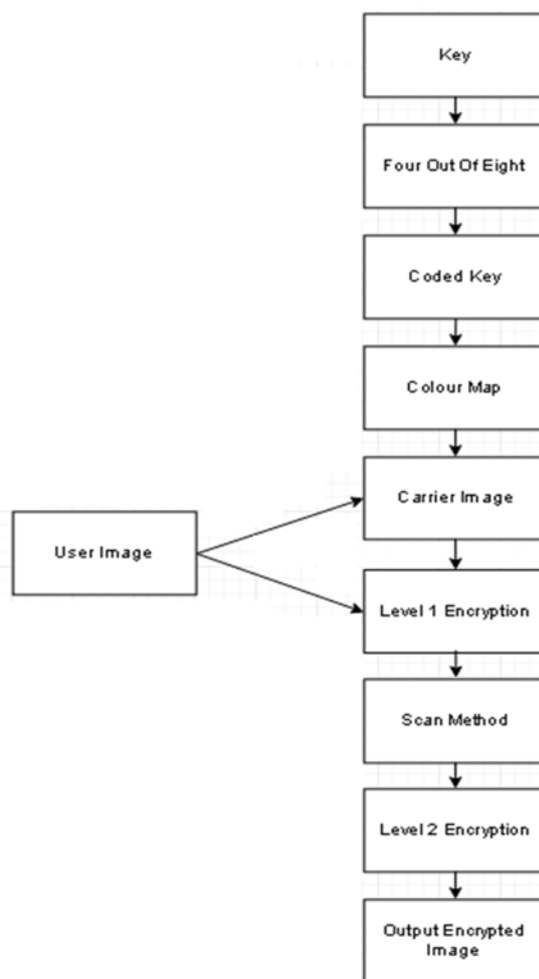 Key
Four Out Of Eight
Coded Key
Colour Map
Carrier Image
User Image
Level 1 Encryption
Scan Method
Level 2 Encryption
Output Encrypted
Image